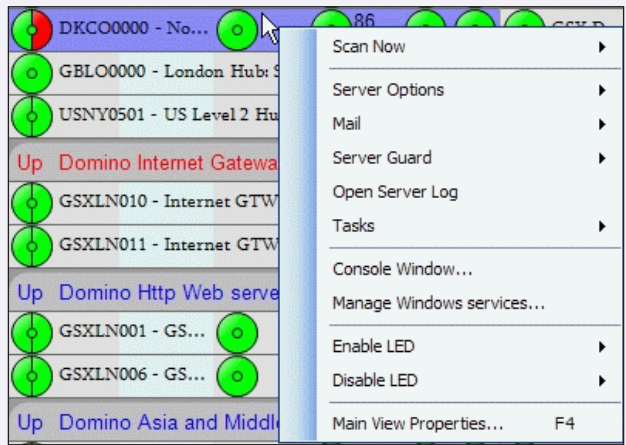 DKCO0000 - No...
86
GSX D
GBLO0000 - London Hub: S
USNY0501 - US Level 2 Hu
Up Domino Internet Gatewa
GSXLN010 - Internet GTW
GSXLN011 - Internet GTW
Up Domino Http Web serve
GSXLN001 - GS...
GSXLN006 - GS...
Up Domino Asia and Middl
Scan Now
Server Options
Mail
Server Guard
Open Server Log
Tasks
Console Window...
Manage Windows services...
Enable LED
Disable LED
Main View Properties... F4